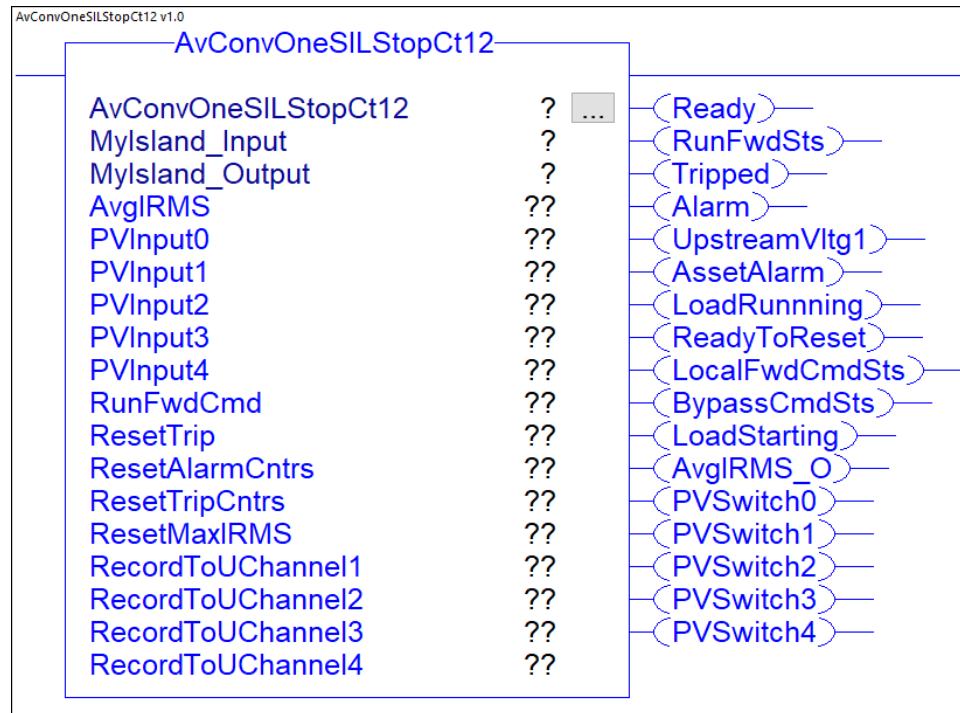 AvConvOneSILStopCt12 v1.0
AvConvOneSILStopCt12
AvConvOneSILStopCt12 ? ... Ready
MyIsland_Input ? RunFwdSts
MyIsland_Output ? Tripped
AvgIRMS ?? Alarm
PVInput0 ?? UpstreamVltg1
PVInput1 ?? AssetAlarm
PVInput2 ?? LoadRunnning
PVInput3 ?? ReadyToReset
PVInput4 ?? LocalFwdCmdSts
RunFwdCmd ?? BypassCmdSts
ResetTrip ?? LoadStarting
ResetAlarmCntrs ?? AvgIRMS_O
ResetTripCntrs ?? PVSwitch0
ResetMaxIRMS ?? PVSwitch1
RecordToUChannel1 ?? PVSwitch2
RecordToUChannel2 ?? PVSwitch3
RecordToUChannel3 ?? PVSwitch4
RecordToUChannel4 ??